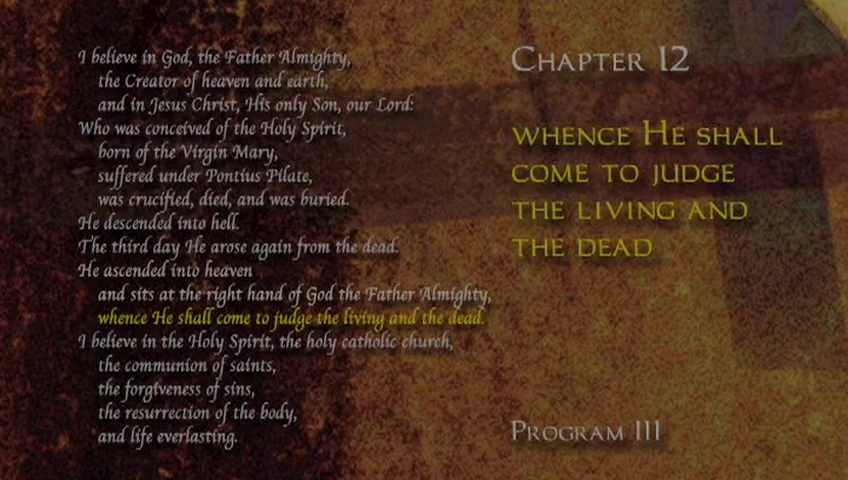 I believe in God, the Father Almighty,
the Creator of heaven and earth,
and in Jesus Christ, His only Son, our Lord:
Who was conceived of the Holy Spirit,
born of the Virgin Mary,
suffered under Pontius Pilate,
was crucified, died, and was buried.
He descended into hell.
The third day He arose again from the dead.
He ascended into heaven
and sits at the right hand of God the Father Almighty,
whence He shall come to judge the living and the dead.
I believe in the Holy Spirit, the holy catholic church,
the communion of saints,
the forgiveness of sins,
the resurrection of the body,
and life everlasting.
Chapter 12
whence He shall
come to judge
the living and
the dead
Program III